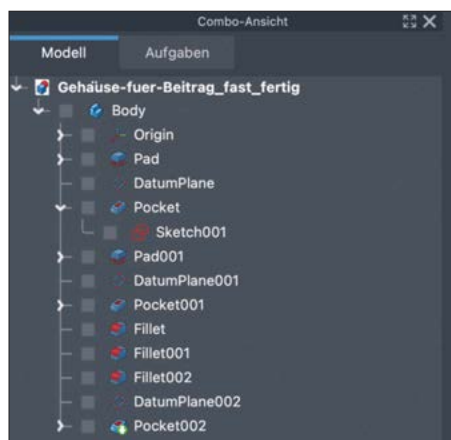 Combo-Ansicht
Modell Aufgaben
Gehäuse-fuer-Beitrag_fast_fertig
Body
Origin
Pad
DatumPlane
Pocket
Sketch001
Pad001
DatumPlane001
Pocket001
Fillet
Fillet001
Fillet002
DatumPlane002
Pocket002